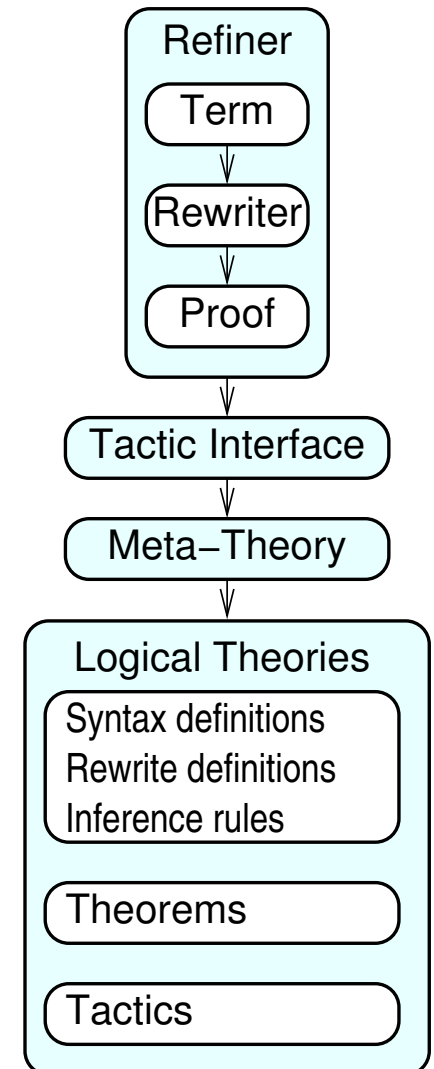 Refiner
Term
Rewriter
Proof
Tactic Interface
Meta−Theory
Logical Theories
Syntax definitions
Rewrite definitions
Inference rules
Theorems
Tactics